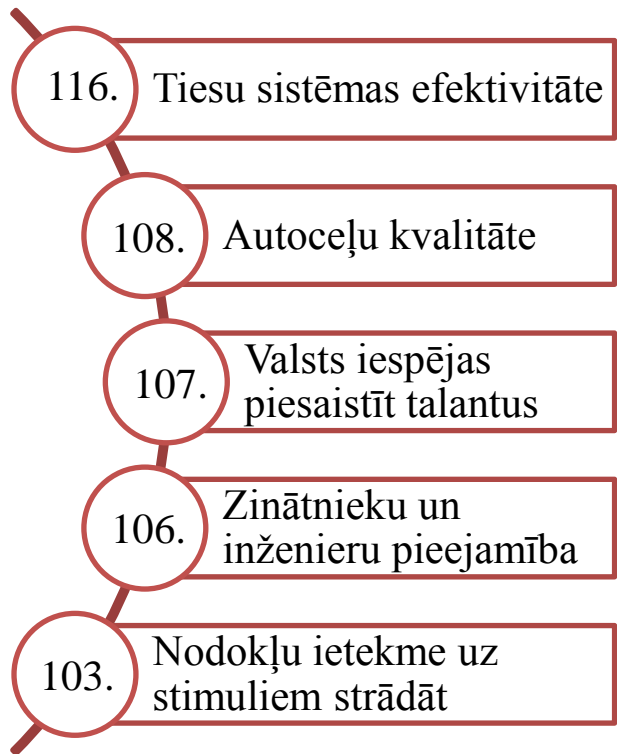 116. Tiesu sistēmas efektivitāte
108. Autoceļu kvalitāte
107. Valsts iespējas
piesaistīt talantus
106. Zinātnieku un
inženieru pieejamība
103. Nodokļu ietekme uz
stimuliem strādāt